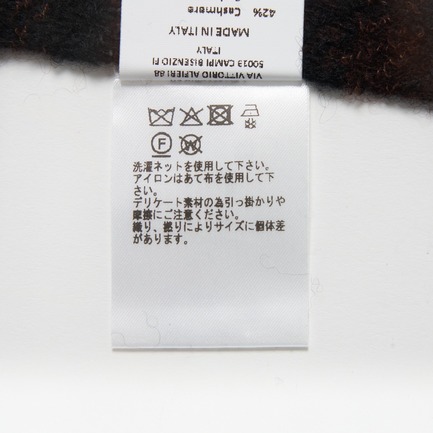 42% Cashmere
MADE IN ITALY
ITALY
50013 CAMPI BISENZIO FI
VIA VITTORIO ALFIERI 88
F W
洗濯ネットを使用して下さい。
アイロンはあて布を使用して下
さい。
デリケート素材の為引っ掛かりや
摩擦にご注意ください。
織り、撚りによりサイズに個体差
があります。